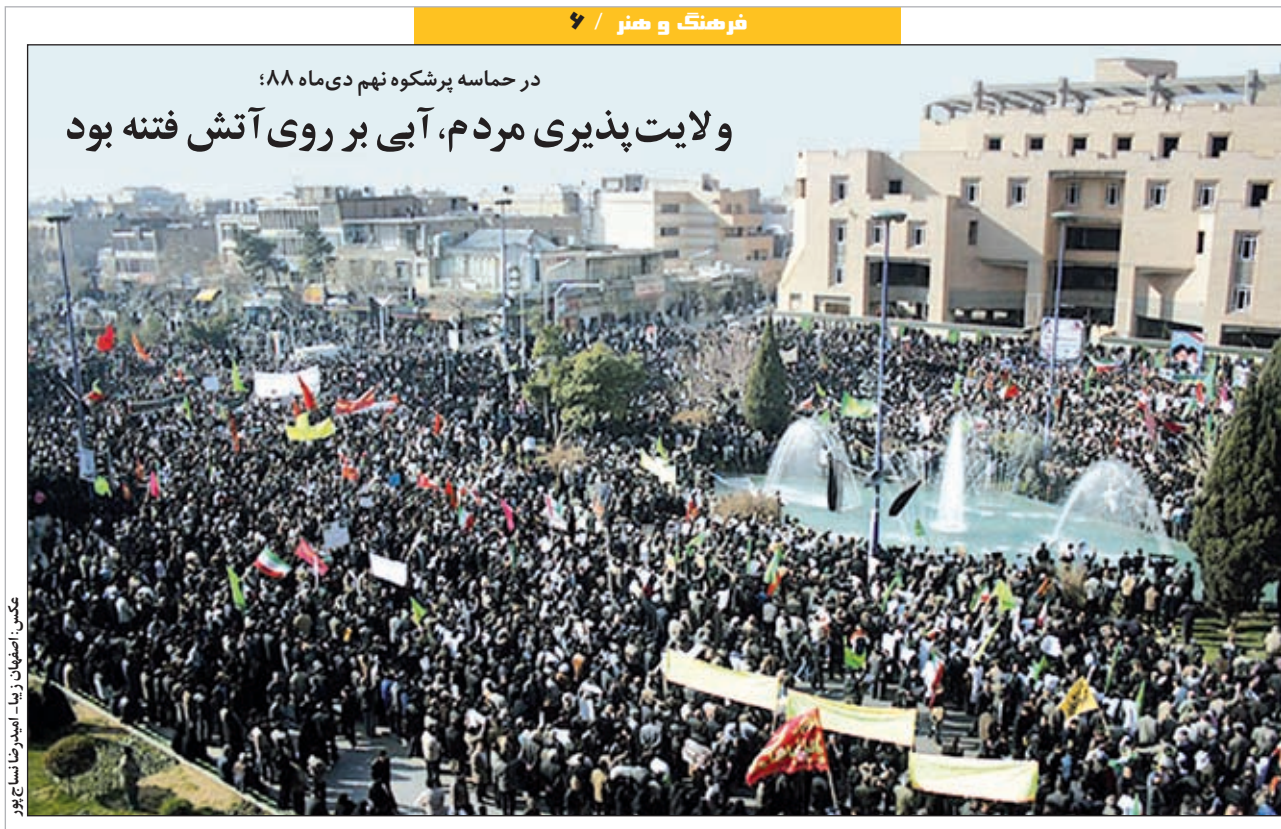 فرهنگ و هنر / ۶
در حماسه پرشکوه نهم دی‌ماه ۸۸؛
ولایت‌پذیری مردم، آبی بر روی آتش فتنه بود
عکس: اصفهان زیبا - امیدرضا نساج‌پور